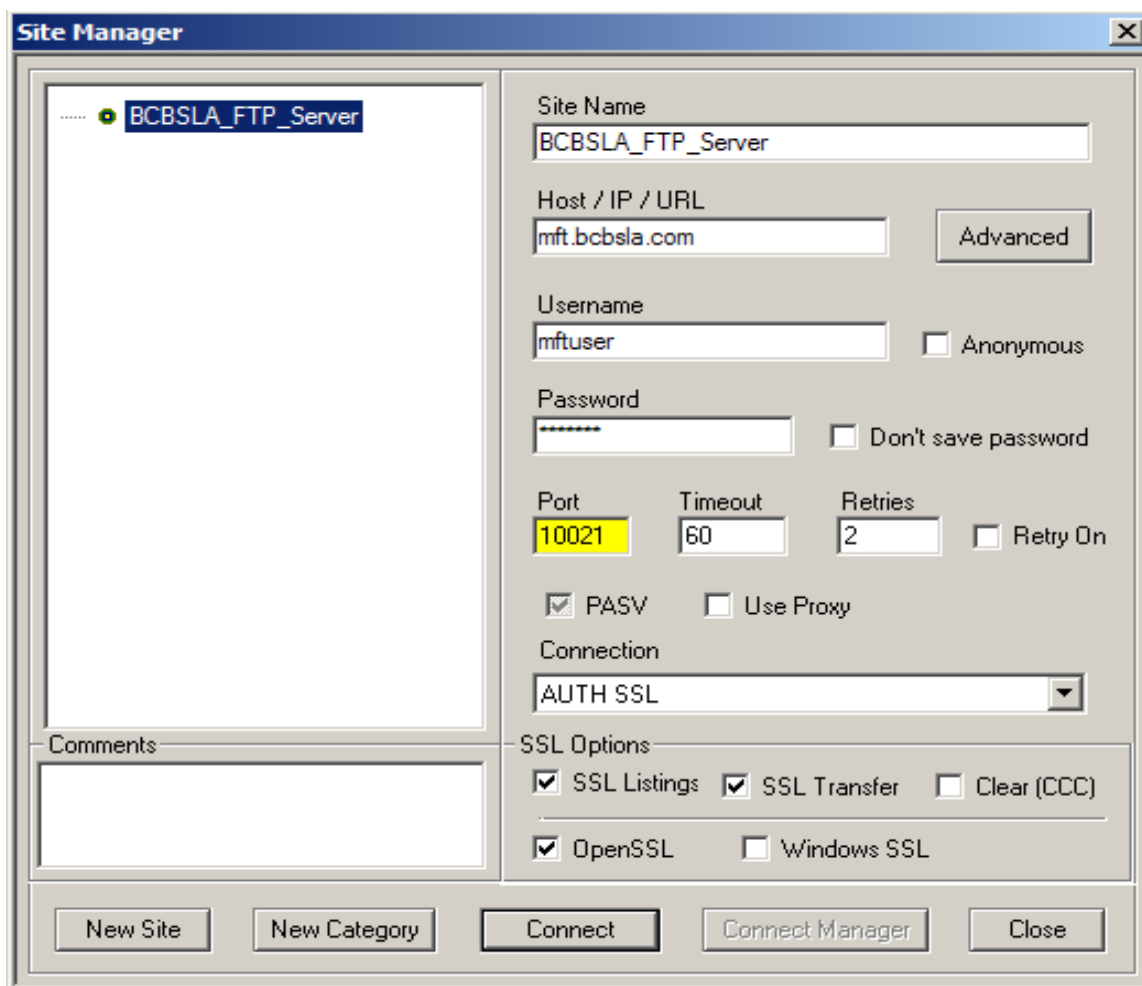 Site Manager
BCBSLA_FTP_Server
Site Name
BCBSLA_FTP_Server
Host / IP / URL
mft.bcbsla.com
Advanced
Username
mftuser
Anonymous
Password
*******
Don't save password
Port Timeout Retries
10021 60 2 Retry On
PASV Use Proxy
Connection
AUTH SSL
Comments
SSL Options
SSL Listings SSL Transfer Clear (CCC)
OpenSSL Windows SSL
New Site New Category Connect Connect Manager Close